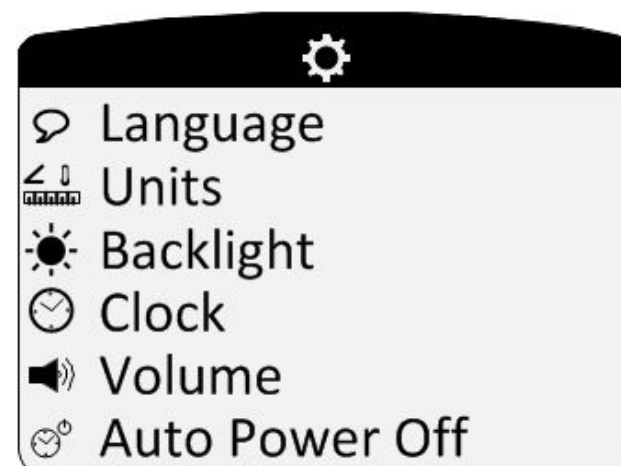 Language
Units
Backlight
Clock
Volume
Auto Power Off